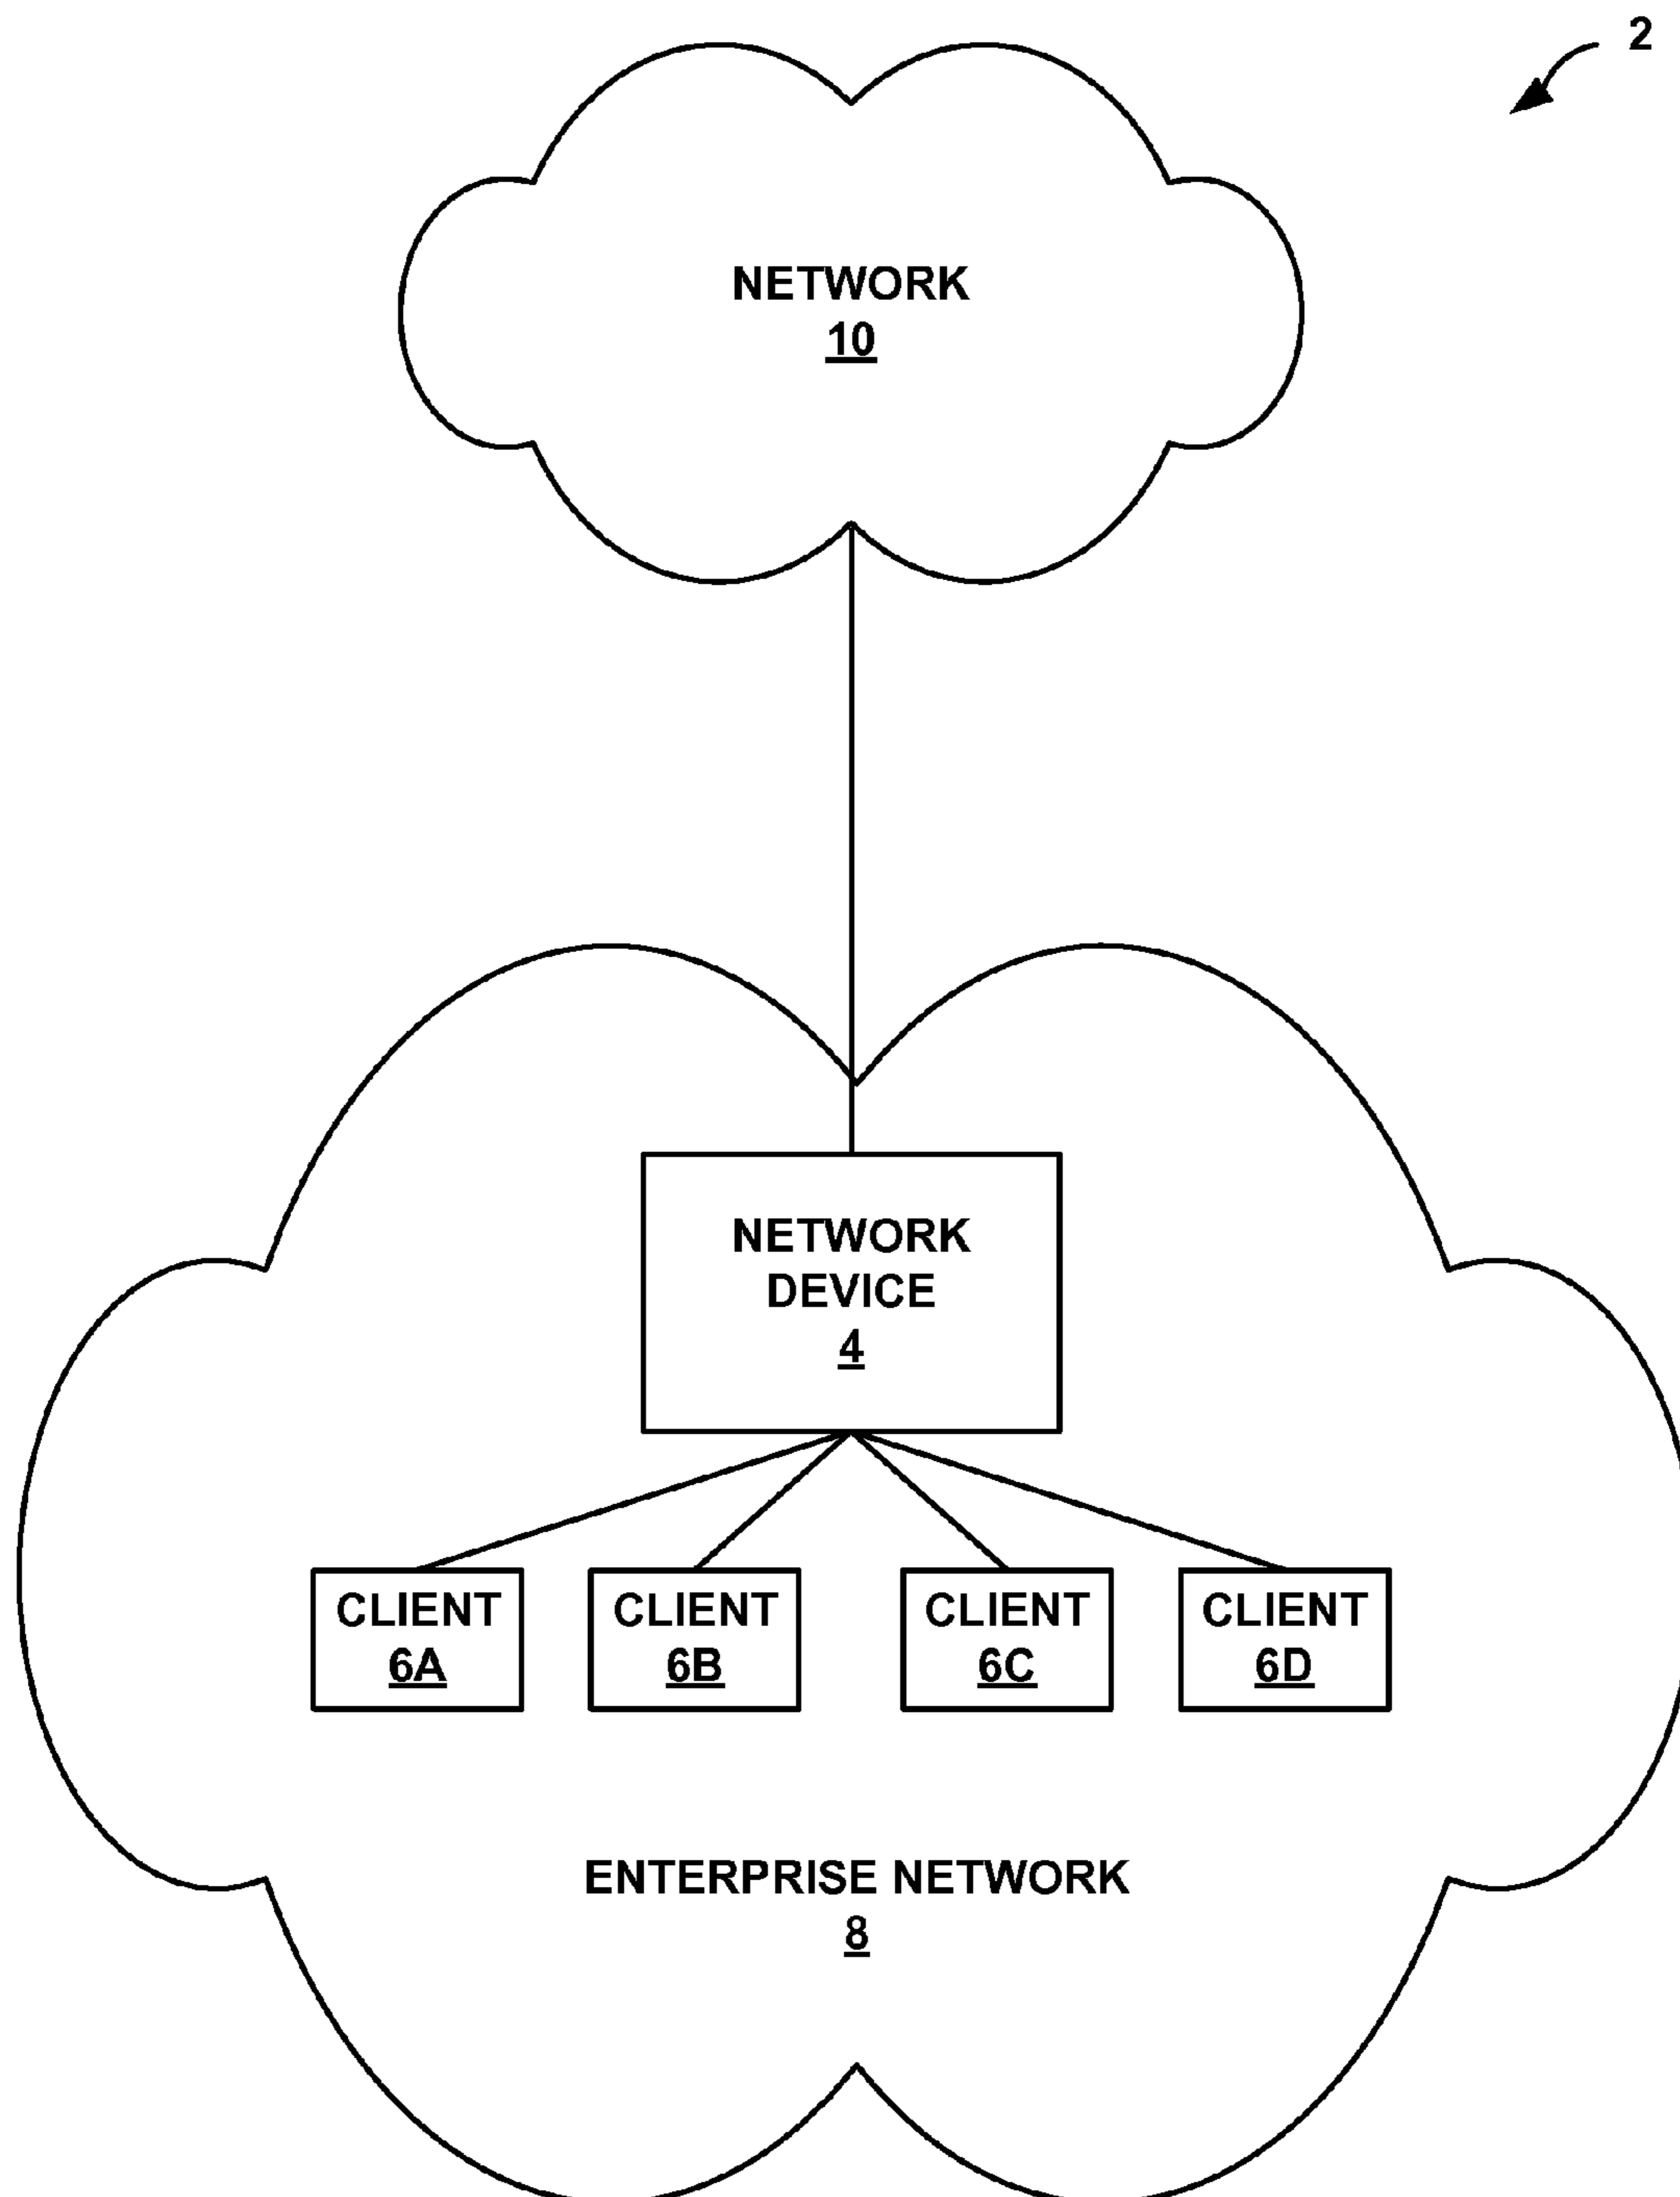 2
NETWORK
10
NETWORK
DEVICE
4
CLIENT
6A
CLIENT
6B
CLIENT
6C
CLIENT
6D
ENTERPRISE NETWORK
8